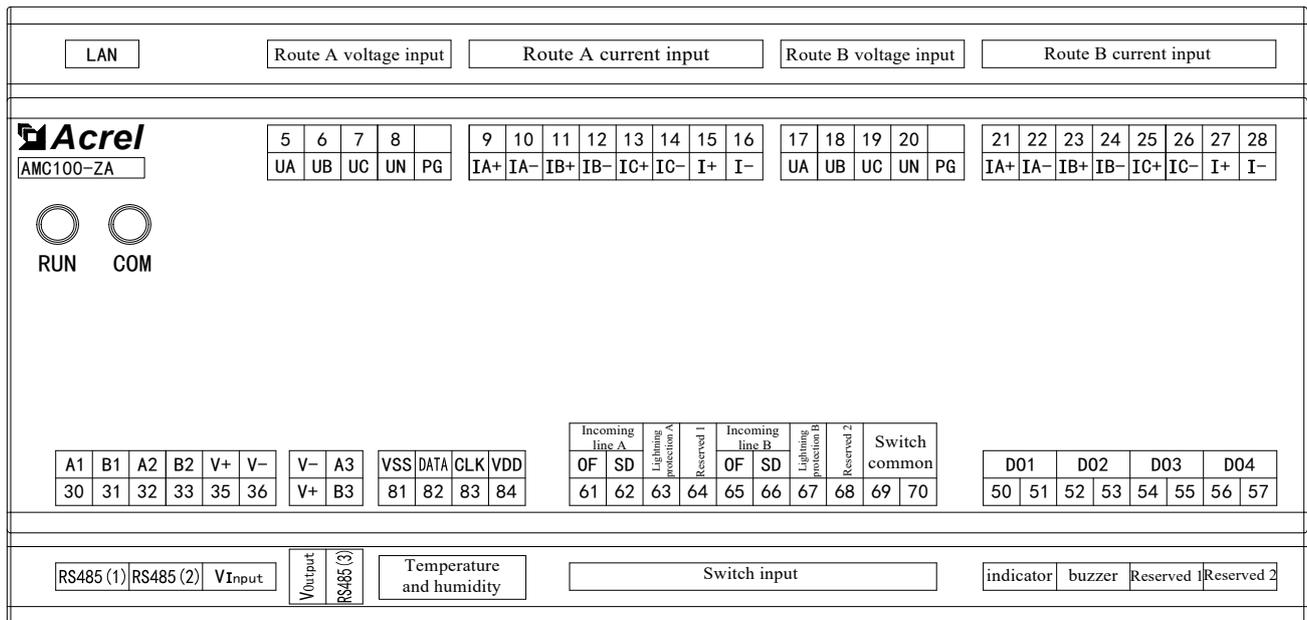 LAN Route A voltage input Route A current input Route B voltage input Route B current input
Acrel
AMC100-ZA
5 6 7 8 9 10 11 12 13 14 15 16 17 18 19 20 21 22 23 24 25 26 27 28
UA UB UC UN PG IA+ IA- IB+ IB- IC+ IC- I+ I- UA UB UC UN PG IA+ IA- IB+ IB- IC+ IC- I+ I-
RUN COM
Incoming
line A
Lightning
protection A
Reserved 1
Incoming
line B
Lightning
protection B
Reserved 2
Switch
common
A1 B1 A2 B2 V+ V- V- A3 VSS DATA CLK VDD OF SD OF SD DO1 DO2 DO3 DO4
30 31 32 33 35 36 V+ B3 81 82 83 84 61 62 63 64 65 66 67 68 69 70 50 51 52 53 54 55 56 57
RS485(1) RS485(2) VInput VOutput RS485(3)
Temperature
and humidity
Switch input
indicator buzzer Reserved 1 Reserved 2